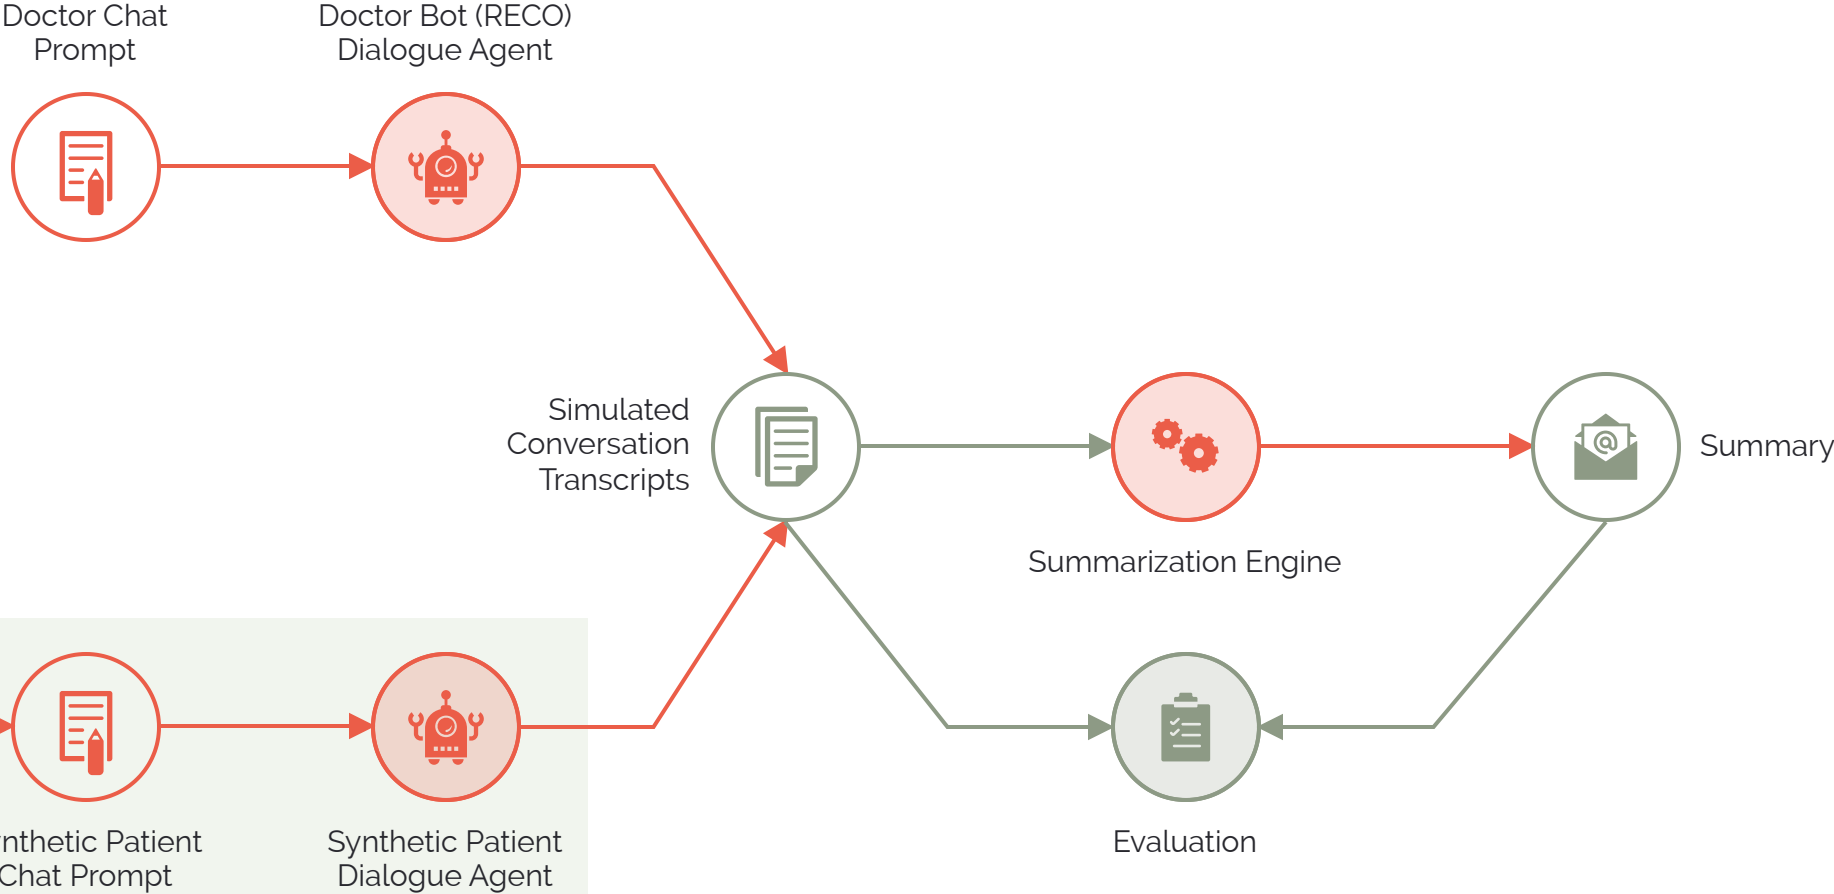 Doctor Chat
Prompt
Doctor Bot (RECO)
Dialogue Agent
Simulated
Conversation
Transcripts
Summarization Engine
Summary
Patient
Chat Prompt
Synthetic Patient
Dialogue Agent
Evaluation